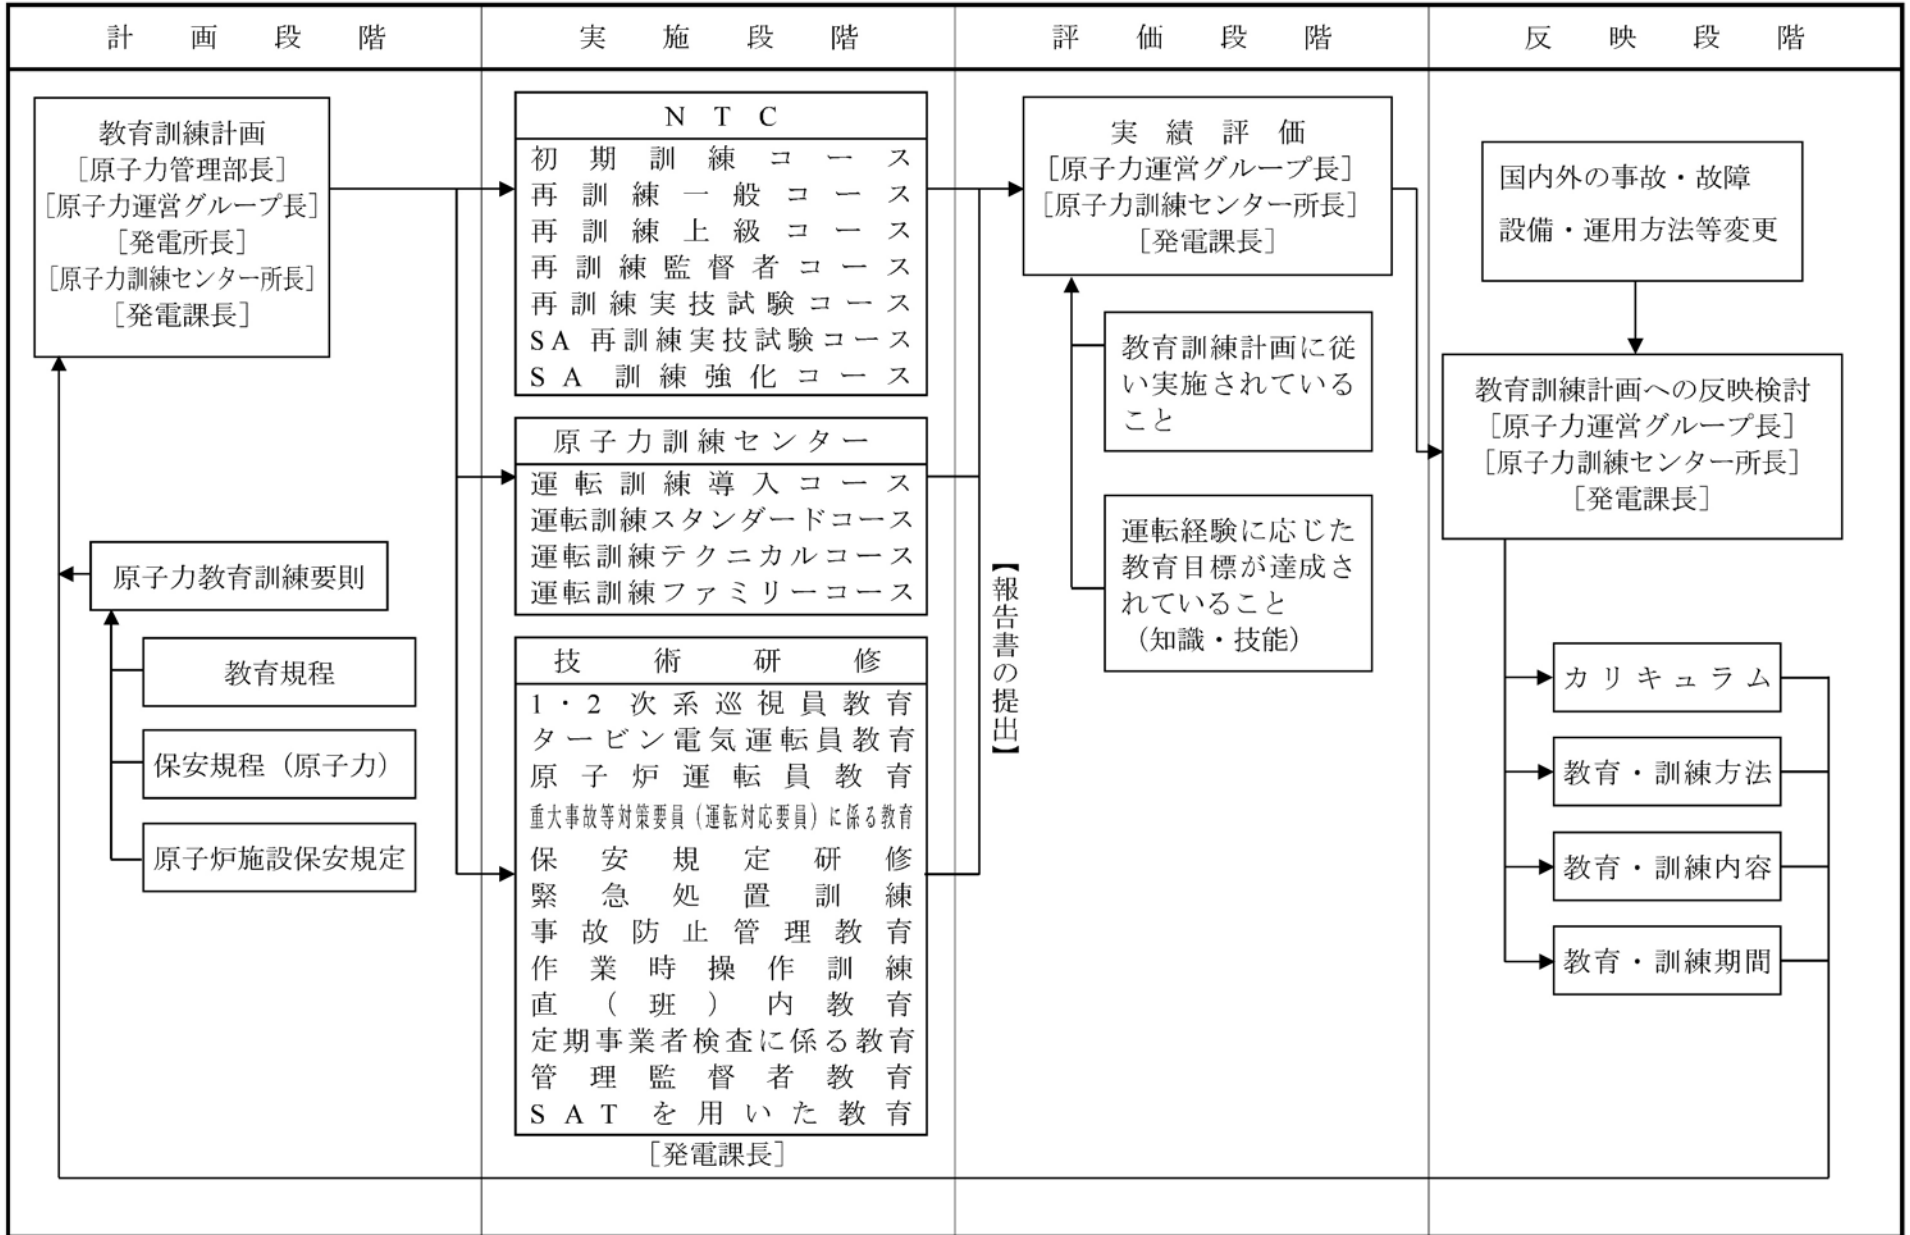 計画段階
実施段階
評価段階
反映段階
教育訓練計画
[原子力管理部長]
[原子力運営グループ長]
[発電所長]
[原子力訓練センター所長]
[発電課長]
原子力教育訓練要則
教育規程
保安規程（原子力）
原子炉施設保安規定
NTC
初期訓練コース
再訓練一般コース
再訓練上級コース
再訓練監督者コース
再訓練実技試験コース
SA再訓練実技試験コース
SA訓練強化コース
原子力訓練センター
運転訓練導入コース
運転訓練スタンダードコース
運転訓練テクニカルコース
運転訓練ファミリーコース
技術研修
1・2次系巡視員教育
タービン電気運転員教育
原子炉運転員教育
重大事故等対策要員（運転対応要員）に係る教育
保安規定研修
緊急処置訓練
事故防止管理教育
作業時操作訓練
直（班）内教育
定期事業者検査に係る教育
管理監督者教育
SATを用いた教育
[発電課長]
【報告書の提出】
実績評価
[原子力運営グループ長]
[原子力訓練センター所長]
[発電課長]
教育訓練計画に従
い実施されている
こと
運転経験に応じた
教育目標が達成さ
れていること
（知識・技能）
国内外の事故・故障
設備・運用方法等変更
教育訓練計画への反映検討
[原子力運営グループ長]
[原子力訓練センター所長]
[発電課長]
カリキュラム
教育・訓練方法
教育・訓練内容
教育・訓練期間